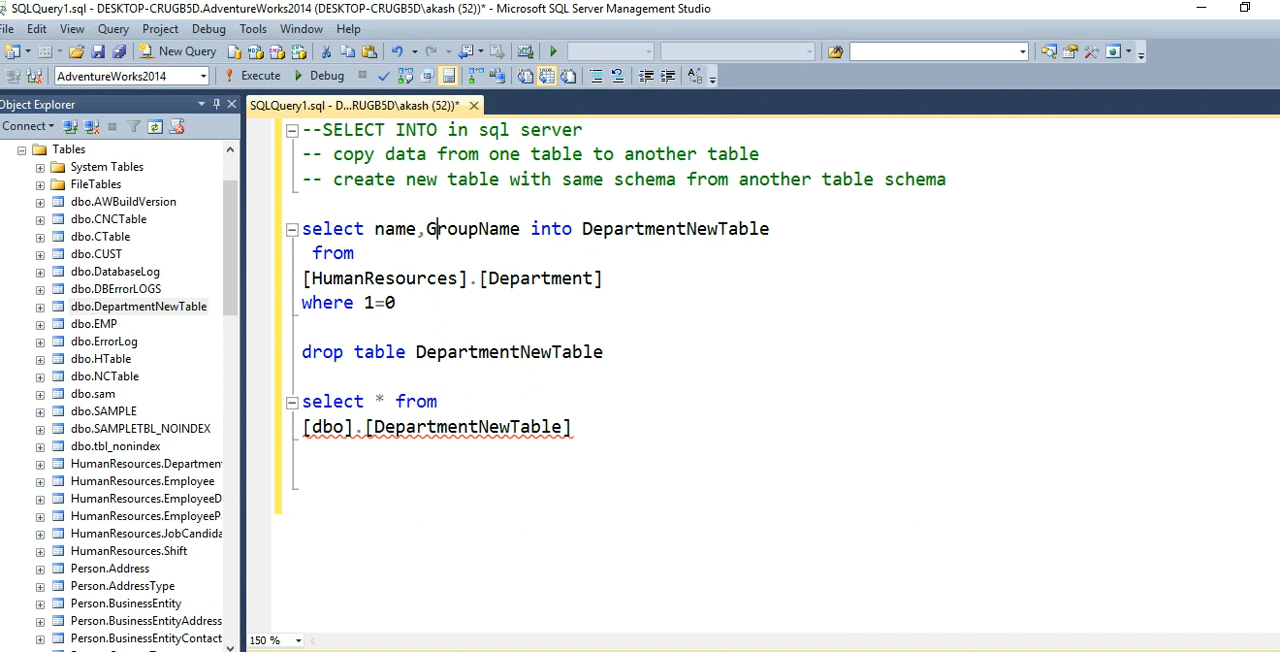 SQLQuery1.sql - DESKTOP-CRUGB5D.AdventureWorks2014 (DESKTOP-CRUGB5D\akash (52))* - Microsoft SQL Server Management Studio
File Edit View Query Project Debug Tools Window Help
New Query
AdventureWorks2014 Execute Debug
Object Explorer
Connect
Tables
System Tables
FileTables
dbo.AWBuildVersion
dbo.CNCTable
dbo.CTable
dbo.CUST
dbo.DatabaseLog
dbo.DBErrorLOGS
dbo.DepartmentNewTable
dbo.EMP
dbo.ErrorLog
dbo.HTable
dbo.NCTable
dbo.sam
dbo.SAMPLE
dbo.SAMPLETBL_NOINDEX
dbo.tbl_nonindex
HumanResources.Departmen
HumanResources.Employee
HumanResources.EmployeeD
HumanResources.EmployeeP
HumanResources.JobCandida
HumanResources.Shift
Person.Address
Person.AddressType
Person.BusinessEntity
Person.BusinessEntityAddress
Person.BusinessEntityContact
SQLQuery1.sql - D...RUGB5D\akash (52))*
--SELECT INTO in sql server
-- copy data from one table to another table
-- create new table with same schema from another table schema
select name,GroupName into DepartmentNewTable
from
[HumanResources].[Department]
where 1=0
drop table DepartmentNewTable
select * from
[dbo].[DepartmentNewTable]
150 %